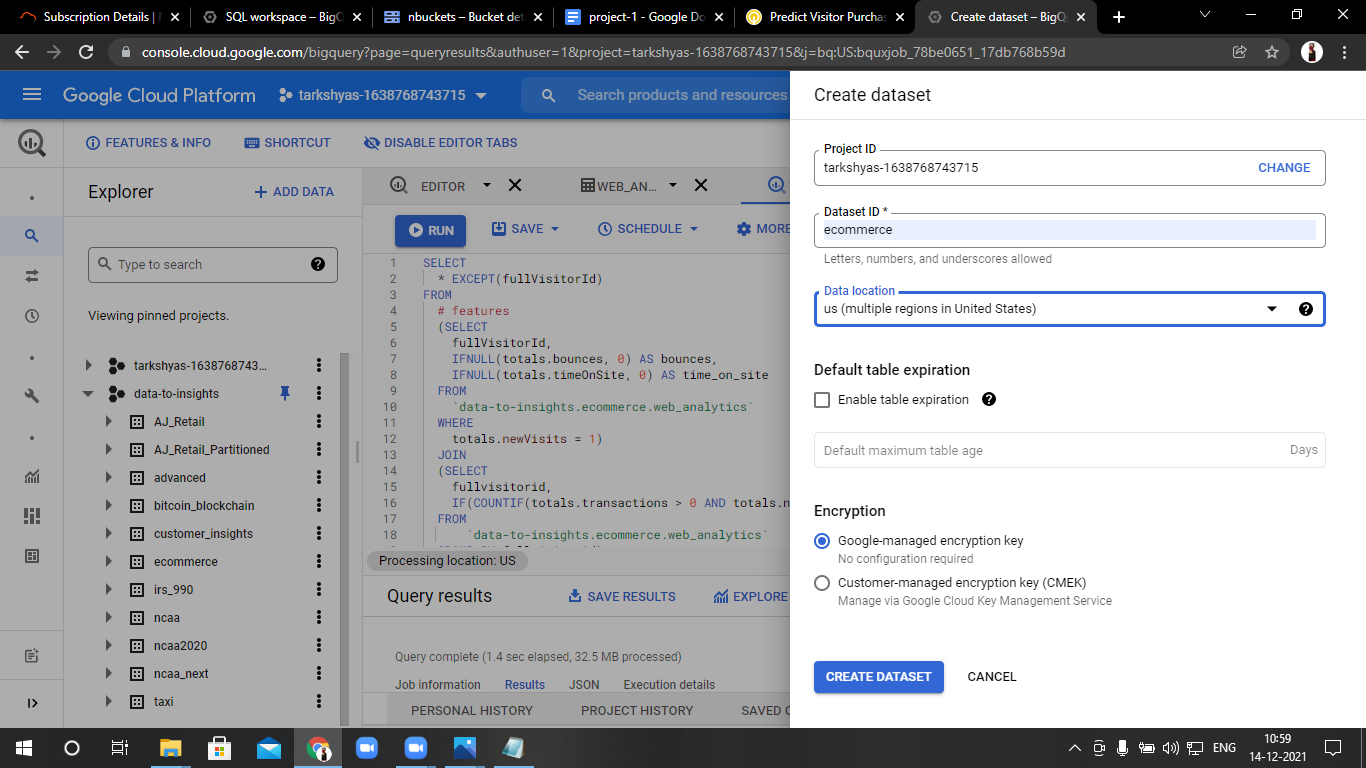 Subscription Details | N
SQL workspace – BigQ
nbuckets – Bucket det
project-1 - Google Do
Predict Visitor Purchas
Create dataset – BigQu
console.cloud.google.com/bigquery?page=queryresults&authuser=1&project=tarkshyas-1638768743715&j=bq:US:bquxjob_78be0651_17db768b59d
Google Cloud Platform
tarkshyas-1638768743715
Search products and resources
FEATURES & INFO
SHORTCUT
DISABLE EDITOR TABS
Explorer
+ ADD DATA
Type to search
Viewing pinned projects.
tarkshyas-16387687​43...
data-to-insights
AJ_Retail
AJ_Retail_Partitioned
advanced
bitcoin_blockchain
customer_insights
ecommerce
irs_990
ncaa
ncaa2020
ncaa_next
taxi
EDITOR
WEB_AN...
RUN
SAVE
SCHEDULE
MORE
1 SELECT
2 * EXCEPT(fullVisitorId)
3 FROM
4 # features
5 (SELECT
6 fullVisitorId,
7 IFNULL(totals.bounces, 0) AS bounces,
8 IFNULL(totals.timeOnSite, 0) AS time_on_site
9 FROM
10 `data-to-insights.ecommerce.web_analytics`
11 WHERE
12 totals.newVisits = 1)
13 JOIN
14 (SELECT
15 fullvisitorid,
16 IF(COUNTIF(totals.transactions > 0 AND totals.n
17 FROM
18 `data-to-insights.ecommerce.web_analytics`
Processing location: US
Query results
SAVE RESULTS
EXPLORE
Query complete (1.4 sec elapsed, 32.5 MB processed)
Job information
Results
JSON
Execution details
PERSONAL HISTORY
PROJECT HISTORY
SAVED
Create dataset
Project ID
tarkshyas-1638768743715
CHANGE
Dataset ID *
ecommerce
Letters, numbers, and underscores allowed
Data location
us (multiple regions in United States)
Default table expiration
Enable table expiration
Default maximum table age
Days
Encryption
Google-managed encryption key
No configuration required
Customer-managed encryption key (CMEK)
Manage via Google Cloud Key Management Service
CREATE DATASET
CANCEL
ENG
10:59
14-12-2021